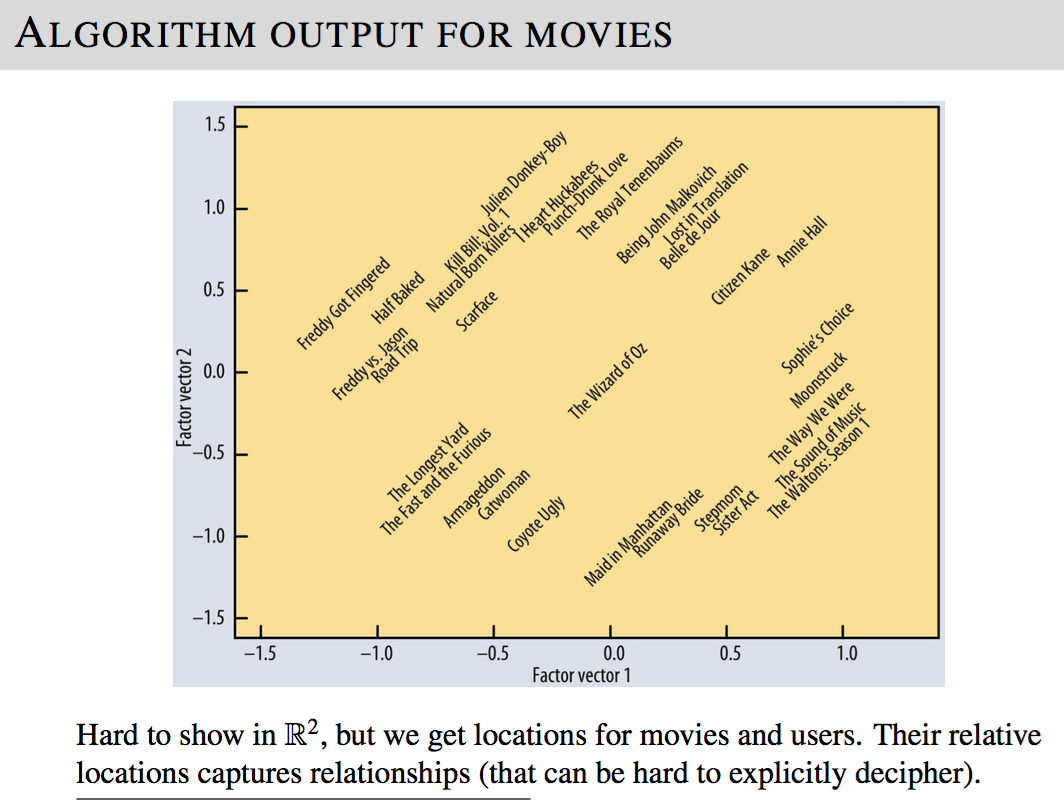 ALGORITHM OUTPUT FOR MOVIES
1.5
1.0
0.5
0.0
−0.5
−1.0
−1.5
Factor vector 2
Julien Donkey-Boy
I Heart Huckabees
Punch-Drunk Love
The Royal Tenenbaums
Being John Malkovich
Lost in Translation
Belle de Jour
Kill Bill: Vol. 1
Natural Born Killers
Annie Hall
Citizen Kane
Freddy Got Fingered
Half Baked
Scarface
Freddy vs. Jason
Road Trip
Sophie's Choice
Moonstruck
The Wizard of Oz
The Way We Were
The Sound of Music
The Waltons: Season 1
The Longest Yard
The Fast and the Furious
Armageddon
Catwoman
Coyote Ugly
Maid in Manhattan
Runaway Bride
Stepmom
Sister Act
−1.5
−1.0
−0.5
0.0
0.5
1.0
Factor vector 1
Hard to show in ℝ², but we get locations for movies and users. Their relative
locations captures relationships (that can be hard to explicitly decipher).